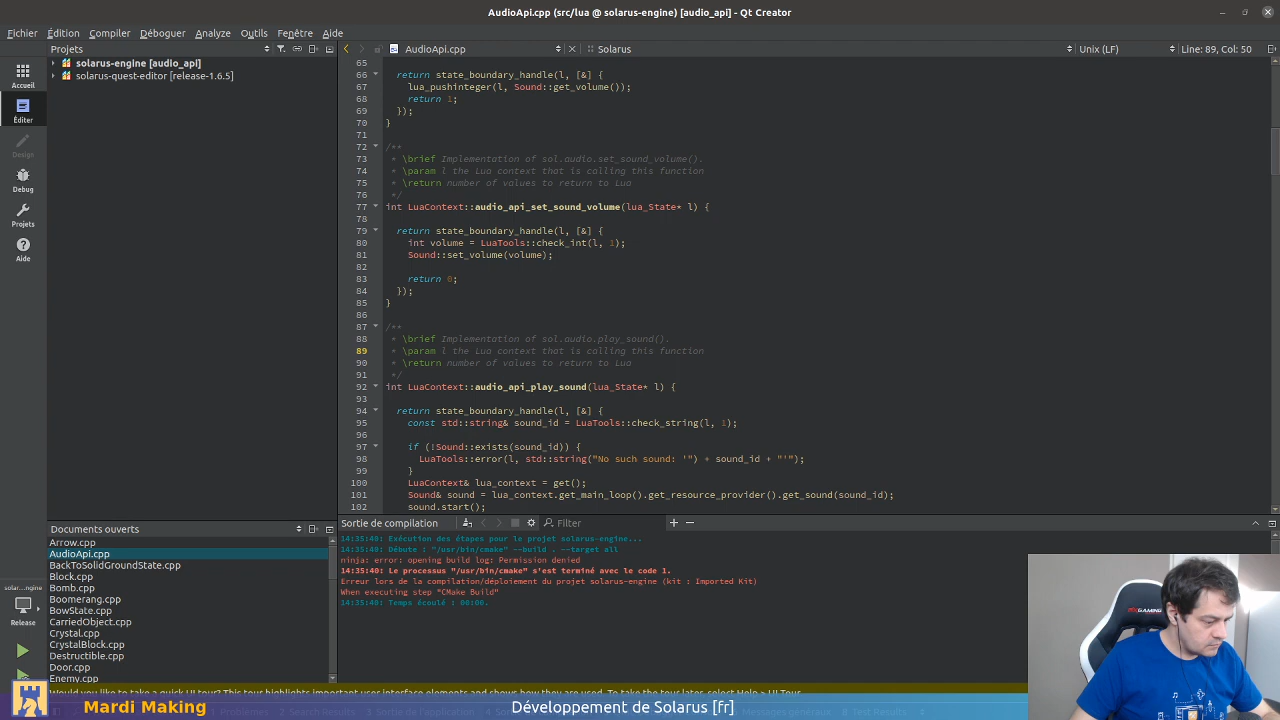 AudioApi.cpp (src/lua @ solarus-engine) [audio_api] - Qt Creator
Fichier Édition Compiler Déboguer Analyze Outils Fenêtre Aide
Projets
AudioApi.cpp
Solarus
Unix (LF)
Line: 89, Col: 50
solarus-engine [audio_api]
solarus-quest-editor [release-1.6.5]
Accueil
Éditer
Design
Debug
Projets
Aide
65
66 return state_boundary_handle(l, [&] {
67 lua_pushinteger(l, Sound::get_volume());
68 return 1;
69 });
70 }
71
72 /**
73 * \brief Implementation of sol.audio.set_sound_volume().
74 * \param l the Lua context that is calling this function
75 * \return number of values to return to Lua
76 */
77 int LuaContext::audio_api_set_sound_volume(lua_State* l) {
78
79 return state_boundary_handle(l, [&] {
80 int volume = LuaTools::check_int(l, 1);
81 Sound::set_volume(volume);
82
83 return 0;
84 });
85 }
86
87 /**
88 * \brief Implementation of sol.audio.play_sound().
89 * \param l the Lua context that is calling this function
90 * \return number of values to return to Lua
91 */
92 int LuaContext::audio_api_play_sound(lua_State* l) {
93
94 return state_boundary_handle(l, [&] {
95 const std::string& sound_id = LuaTools::check_string(l, 1);
96
97 if (!Sound::exists(sound_id)) {
98 LuaTools::error(l, std::string("No such sound: '") + sound_id + "'");
99 }
100 LuaContext& lua_context = get();
101 Sound& sound = lua_context.get_main_loop().get_resource_provider().get_sound(sound_id);
102 sound.start();
Documents ouverts
Arrow.cpp
AudioApi.cpp
BackToSolidGroundState.cpp
Block.cpp
Bomb.cpp
Boomerang.cpp
BowState.cpp
CarriedObject.cpp
Crystal.cpp
CrystalBlock.cpp
Destructible.cpp
Door.cpp
Enemy.cpp
solar...ngine
Release
Sortie de compilation
Filter
14:35:40: Exécution des étapes pour le projet solarus-engine...
14:35:40: Débute : "/usr/bin/cmake" --build . --target all
ninja: error: opening build log: Permission denied
14:35:40: Le processus "/usr/bin/cmake" s'est terminé avec le code 1.
Erreur lors de la compilation/déploiement du projet solarus-engine (kit : Imported Kit)
When executing step "CMake Build"
14:35:40: Temps écoulé : 00:00.
Would you like to take a quick UI tour? This tour highlights important user interface elements and shows how they are used. To take the tour later, select Help > UI Tour.
Mardi Making
Développement de Solarus [fr]
Problèmes 2 Search Results 3 Sortie de l'application 4 Messages généraux 8 Test Results